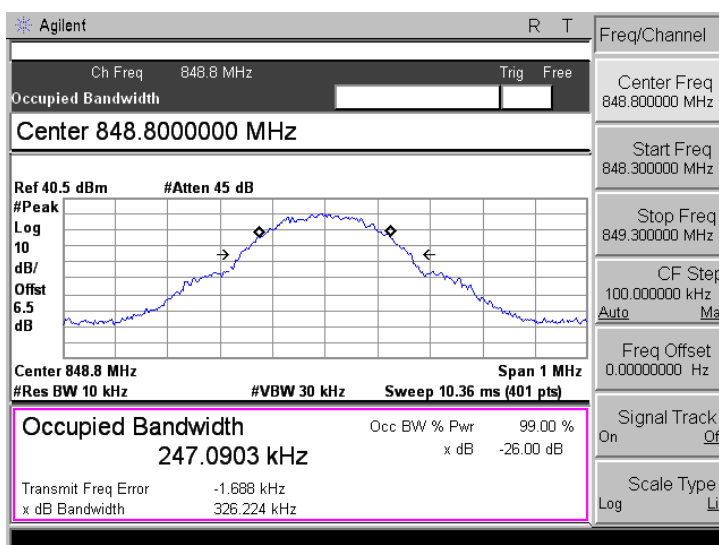 Agilent R T
Ch Freq 848.8 MHz Trig Free
Occupied Bandwidth
Center 848.8000000 MHz
Ref 40.5 dBm #Atten 45 dB
#Peak
Log
10
dB/
Offst
6.5
dB
Center 848.8 MHz Span 1 MHz
#Res BW 10 kHz #VBW 30 kHz Sweep 10.36 ms (401 pts)
Occupied Bandwidth Occ BW % Pwr 99.00 %
247.0903 kHz x dB -26.00 dB
Transmit Freq Error -1.688 kHz
x dB Bandwidth 326.224 kHz
Freq/Channel
Center Freq
848.800000 MHz
Start Freq
848.300000 MHz
Stop Freq
849.300000 MHz
CF Step
100.000000 kHz
Auto Ma
Freq Offset
0.00000000 Hz
Signal Track
On Of
Scale Type
Log Li